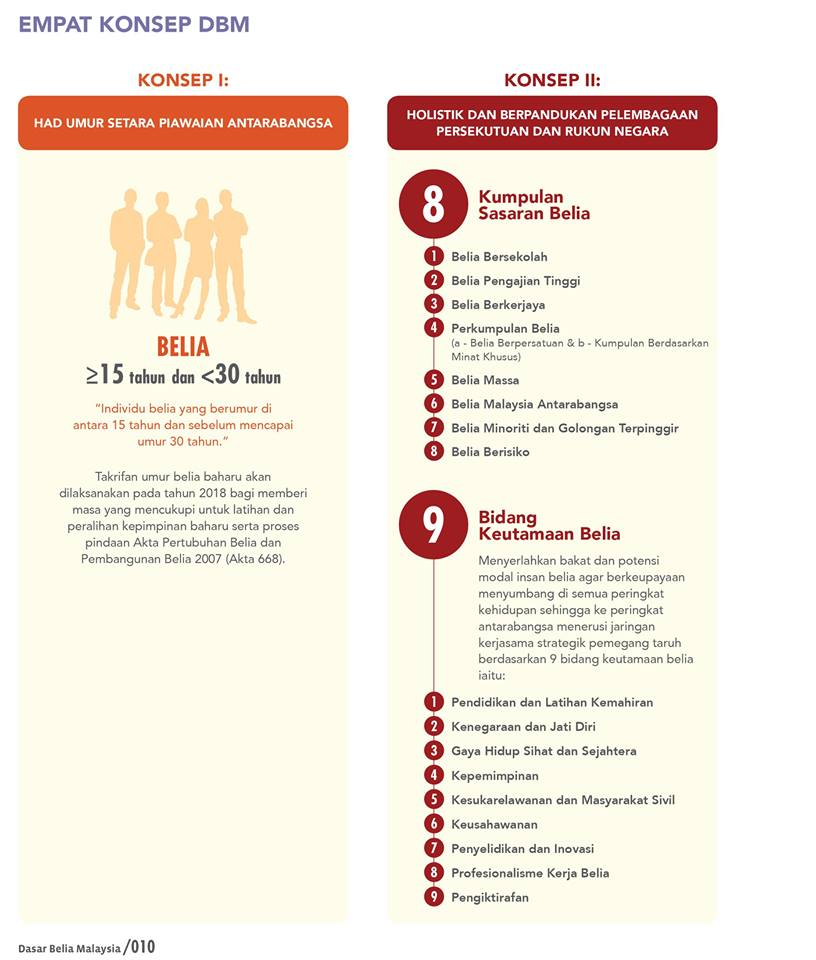 EMPAT KONSEP DBM
KONSEP I:
HAD UMUR SETARA PIAWAIAN ANTARABANGSA
BELIA
≥15 tahun dan <30 tahun
“Individu belia yang berumur di
antara 15 tahun dan sebelum mencapai
umur 30 tahun.”
Takrifan umur belia baharu akan
dilaksanakan pada tahun 2018 bagi memberi
masa yang mencukupi untuk latihan dan
peralihan kepimpinan baharu serta proses
pindaan Akta Pertubuhan Belia dan
Pembangunan Belia 2007 (Akta 668).
KONSEP II:
HOLISTIK DAN BERPANDUKAN PELEMBAGAAN
PERSEKUTUAN DAN RUKUN NEGARA
8 Kumpulan
Sasaran Belia
1 Belia Bersekolah
2 Belia Pengajian Tinggi
3 Belia Berkerjaya
4 Perkumpulan Belia
(a - Belia Berpersatuan & b - Kumpulan Berdasarkan
Minat Khusus)
5 Belia Massa
6 Belia Malaysia Antarabangsa
7 Belia Minoriti dan Golongan Terpinggir
8 Belia Berisiko
9 Bidang
Keutamaan Belia
Menyerlahkan bakat dan potensi
modal insan belia agar berkeupayaan
menyumbang di semua peringkat
kehidupan sehingga ke peringkat
antarabangsa menerusi jaringan
kerjasama strategik pemegang taruh
berdasarkan 9 bidang keutamaan belia
iaitu:
1 Pendidikan dan Latihan Kemahiran
2 Kenegaraan dan Jati Diri
3 Gaya Hidup Sihat dan Sejahtera
4 Kepemimpinan
5 Kesukarelawanan dan Masyarakat Sivil
6 Keusahawanan
7 Penyelidikan dan Inovasi
8 Profesionalisme Kerja Belia
9 Pengiktirafan
Dasar Belia Malaysia /010